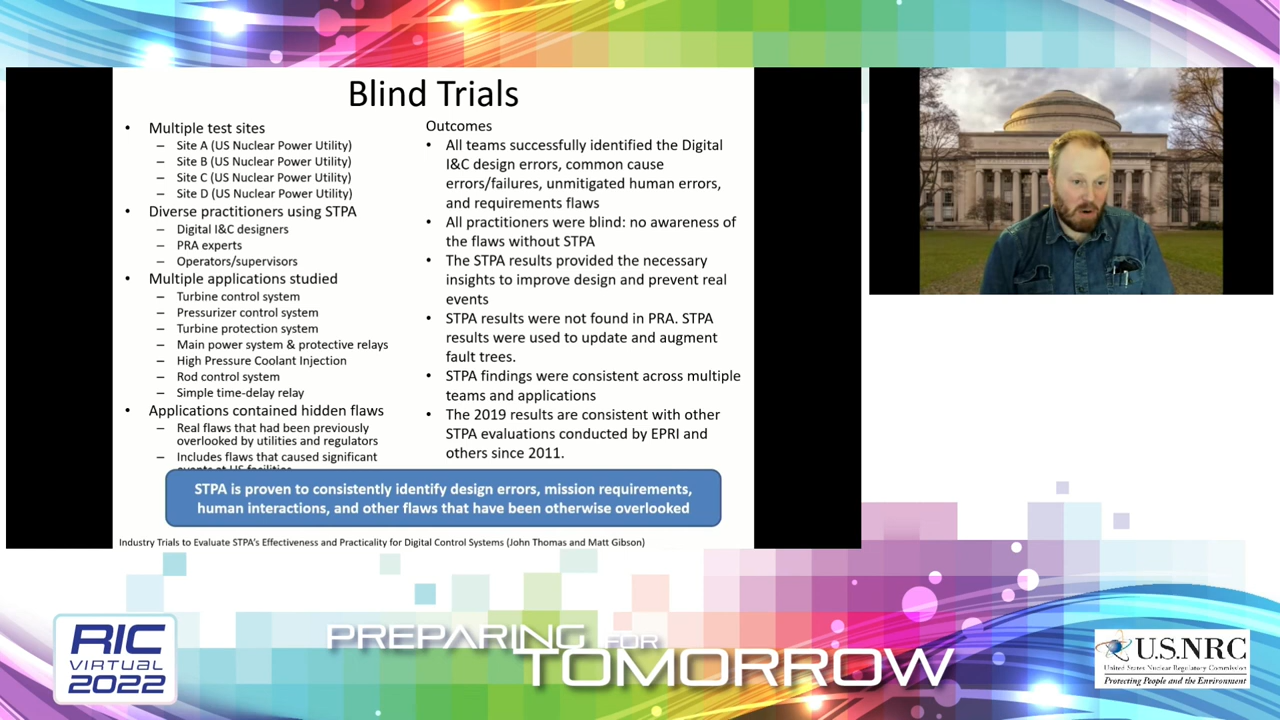 Blind Trials
• Multiple test sites
– Site A (US Nuclear Power Utility)
– Site B (US Nuclear Power Utility)
– Site C (US Nuclear Power Utility)
– Site D (US Nuclear Power Utility)
• Diverse practitioners using STPA
– Digital I&C designers
– PRA experts
– Operators/supervisors
• Multiple applications studied
– Turbine control system
– Pressurizer control system
– Turbine protection system
– Main power system & protective relays
– High Pressure Coolant Injection
– Rod control system
– Simple time-delay relay
• Applications contained hidden flaws
– Real flaws that had been previously
overlooked by utilities and regulators
– Includes flaws that caused significant
events at US facilities
Outcomes
• All teams successfully identified the Digital
I&C design errors, common cause
errors/failures, unmitigated human errors,
and requirements flaws
• All practitioners were blind: no awareness of
the flaws without STPA
• The STPA results provided the necessary
insights to improve design and prevent real
events
• STPA results were not found in PRA. STPA
results were used to update and augment
fault trees.
• STPA findings were consistent across multiple
teams and applications
• The 2019 results are consistent with other
STPA evaluations conducted by EPRI and
others since 2011.
STPA is proven to consistently identify design errors, mission requirements,
human interactions, and other flaws that have been otherwise overlooked
Industry Trials to Evaluate STPA's Effectiveness and Practicality for Digital Control Systems (John Thomas and Matt Gibson)
RIC
VIRTUAL
2022
PREPARING FOR
TOMORROW
U.S.NRC
United States Nuclear Regulatory Commission
Protecting People and the Environment